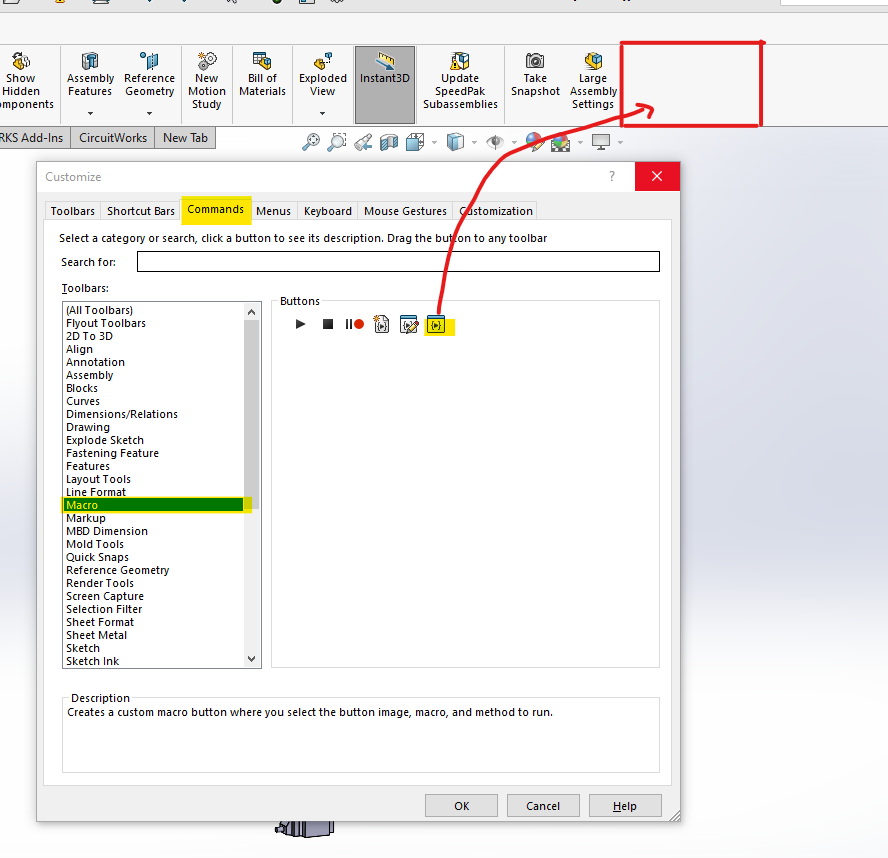 Show
Hidden
omponents
Assembly
Features
Reference
Geometry
New
Motion
Study
Bill of
Materials
Exploded
View
Instant3D
Update
SpeedPak
Subassemblies
Take
Snapshot
Large
Assembly
Settings
RKS Add-Ins CircuitWorks New Tab
Customize ?
Toolbars Shortcut Bars Commands Menus Keyboard Mouse Gestures Customization
Select a category or search, click a button to see its description. Drag the button to any toolbar
Search for:
Toolbars:
(All Toolbars)
Flyout Toolbars
2D To 3D
Align
Annotation
Assembly
Blocks
Curves
Dimensions/Relations
Drawing
Explode Sketch
Fastening Feature
Features
Layout Tools
Line Format
Macro
Markup
MBD Dimension
Mold Tools
Quick Snaps
Reference Geometry
Render Tools
Screen Capture
Selection Filter
Sheet Format
Sheet Metal
Sketch
Sketch Ink
Buttons
Description
Creates a custom macro button where you select the button image, macro, and method to run.
OK Cancel Help